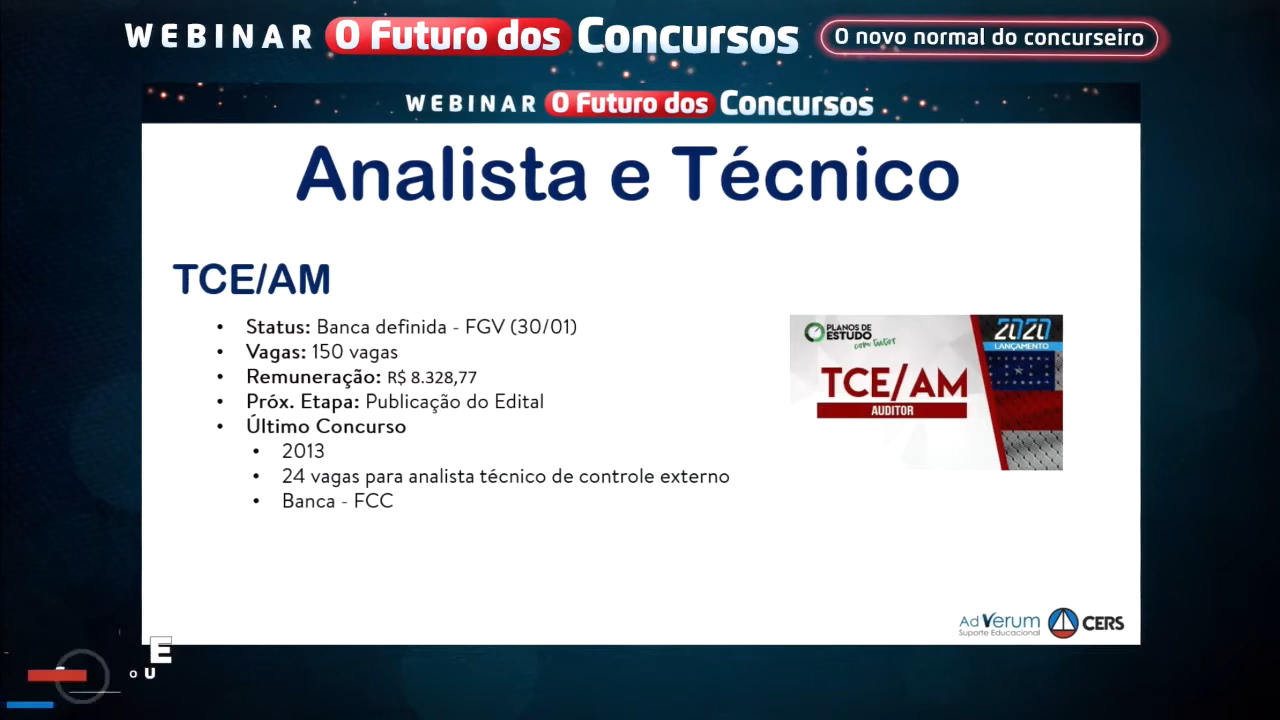 WEBINAR O Futuro dos Concursos O novo normal do concurseiro
WEBINAR O Futuro dos Concursos
Analista e Técnico
TCE/AM
• Status: Banca definida - FGV (30/01)
• Vagas: 150 vagas
• Remuneração: R$ 8.328,77
• Próx. Etapa: Publicação do Edital
• Último Concurso
• 2013
• 24 vagas para analista técnico de controle externo
• Banca - FCC
PLANOS DE
ESTUDO
com tutor
2020
LANÇAMENTO
TCE/AM
AUDITOR
Ad Verum
Suporte Educacional
CERS
E
O U